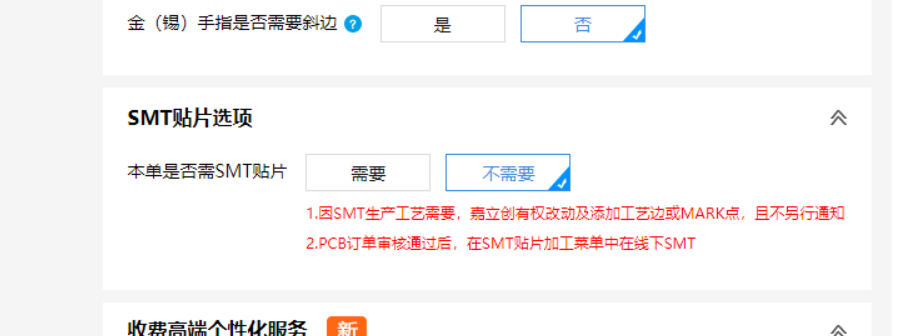 金（锡）手指是否需要斜边 ? 是 否
SMT贴片选项
本单是否需SMT贴片 需要 不需要
1.因SMT生产工艺需要，嘉立创有权改动及添加工艺边或MARK点，且不另行通知
2.PCB订单审核通过后，在SMT贴片加工菜单中在线下SMT
收费高端个性化服务 新